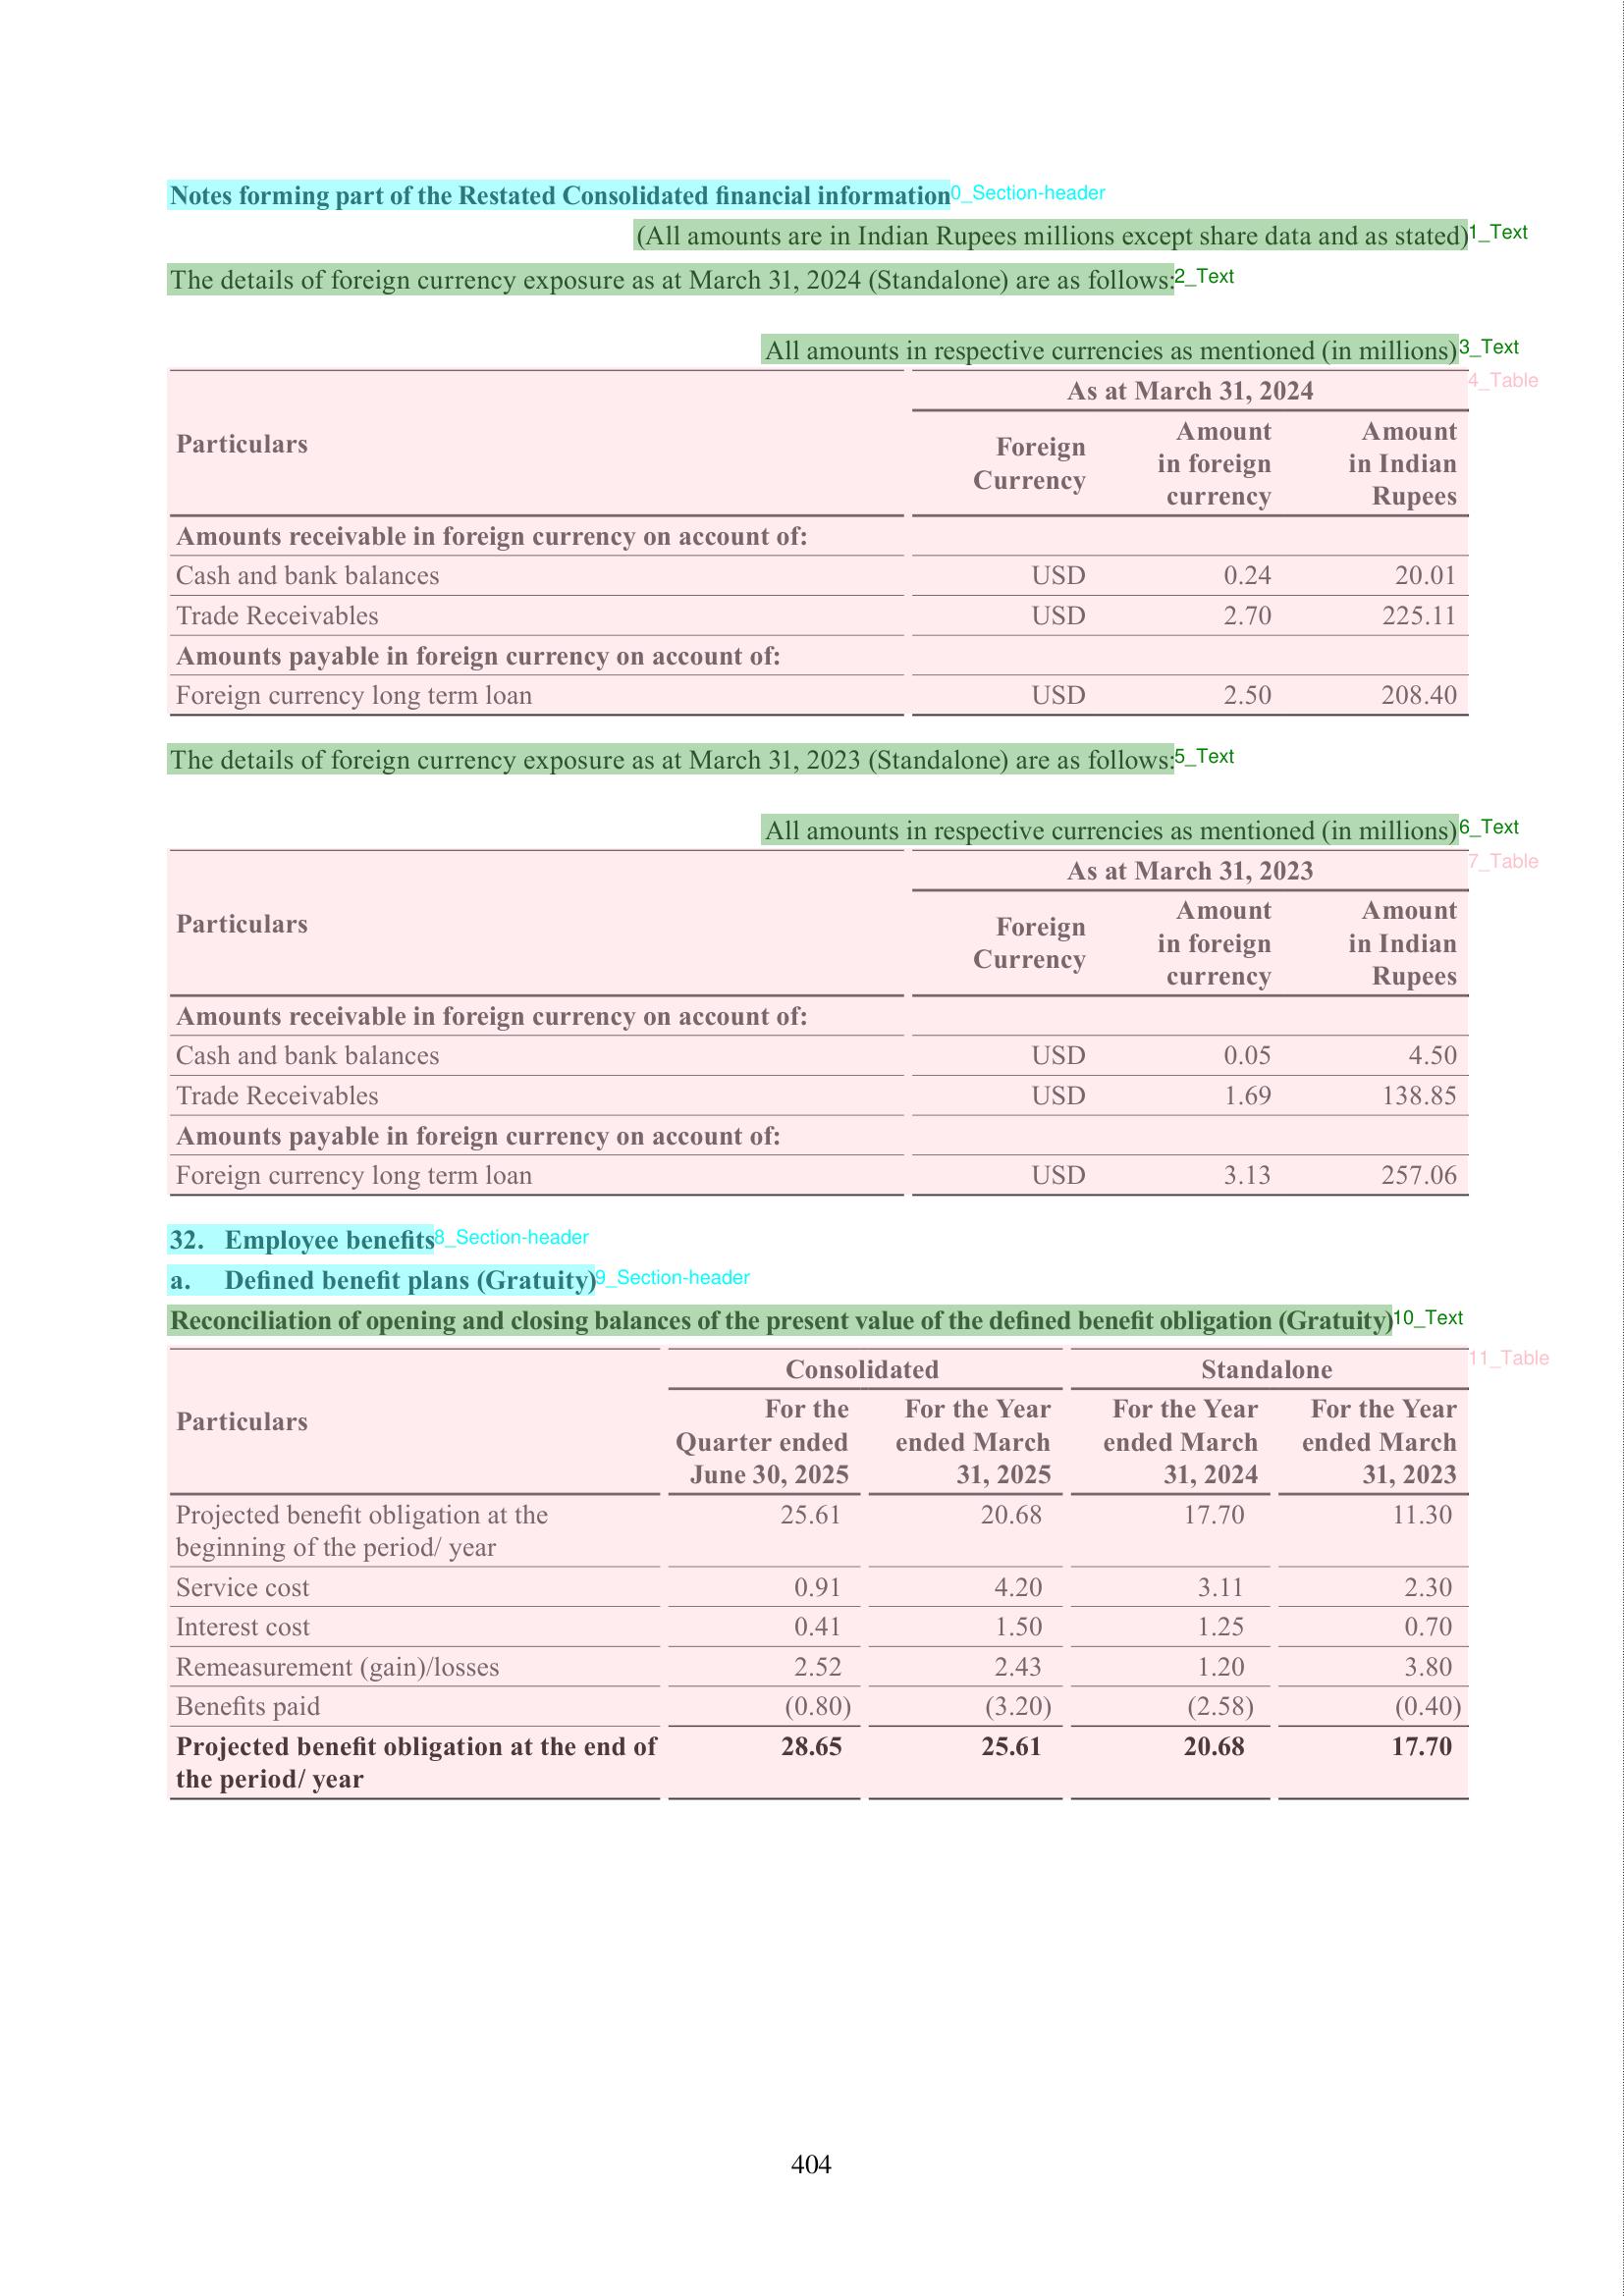 Notes forming part of the Restated Consolidated financial information 0_Section-header
(All amounts are in Indian Rupees millions except share data and as stated) 1_Text
The details of foreign currency exposure as at March 31, 2024 (Standalone) are as follows: 2_Text
All amounts in respective currencies as mentioned (in millions) 3_Text
4_Table
As at March 31, 2024
Particulars Foreign Currency Amount in foreign currency Amount in Indian Rupees
Amounts receivable in foreign currency on account of:
Cash and bank balances USD 0.24 20.01
Trade Receivables USD 2.70 225.11
Amounts payable in foreign currency on account of:
Foreign currency long term loan USD 2.50 208.40
The details of foreign currency exposure as at March 31, 2023 (Standalone) are as follows: 5_Text
All amounts in respective currencies as mentioned (in millions) 6_Text
7_Table
As at March 31, 2023
Particulars Foreign Currency Amount in foreign currency Amount in Indian Rupees
Amounts receivable in foreign currency on account of:
Cash and bank balances USD 0.05 4.50
Trade Receivables USD 1.69 138.85
Amounts payable in foreign currency on account of:
Foreign currency long term loan USD 3.13 257.06
32. Employee benefits 8_Section-header
a. Defined benefit plans (Gratuity) 9_Section-header
Reconciliation of opening and closing balances of the present value of the defined benefit obligation (Gratuity) 10_Text
11_Table
Consolidated Standalone
Particulars For the Quarter ended June 30, 2025 For the Year ended March 31, 2025 For the Year ended March 31, 2024 For the Year ended March 31, 2023
Projected benefit obligation at the beginning of the period/ year 25.61 20.68 17.70 11.30
Service cost 0.91 4.20 3.11 2.30
Interest cost 0.41 1.50 1.25 0.70
Remeasurement (gain)/losses 2.52 2.43 1.20 3.80
Benefits paid (0.80) (3.20) (2.58) (0.40)
Projected benefit obligation at the end of the period/ year 28.65 25.61 20.68 17.70
404